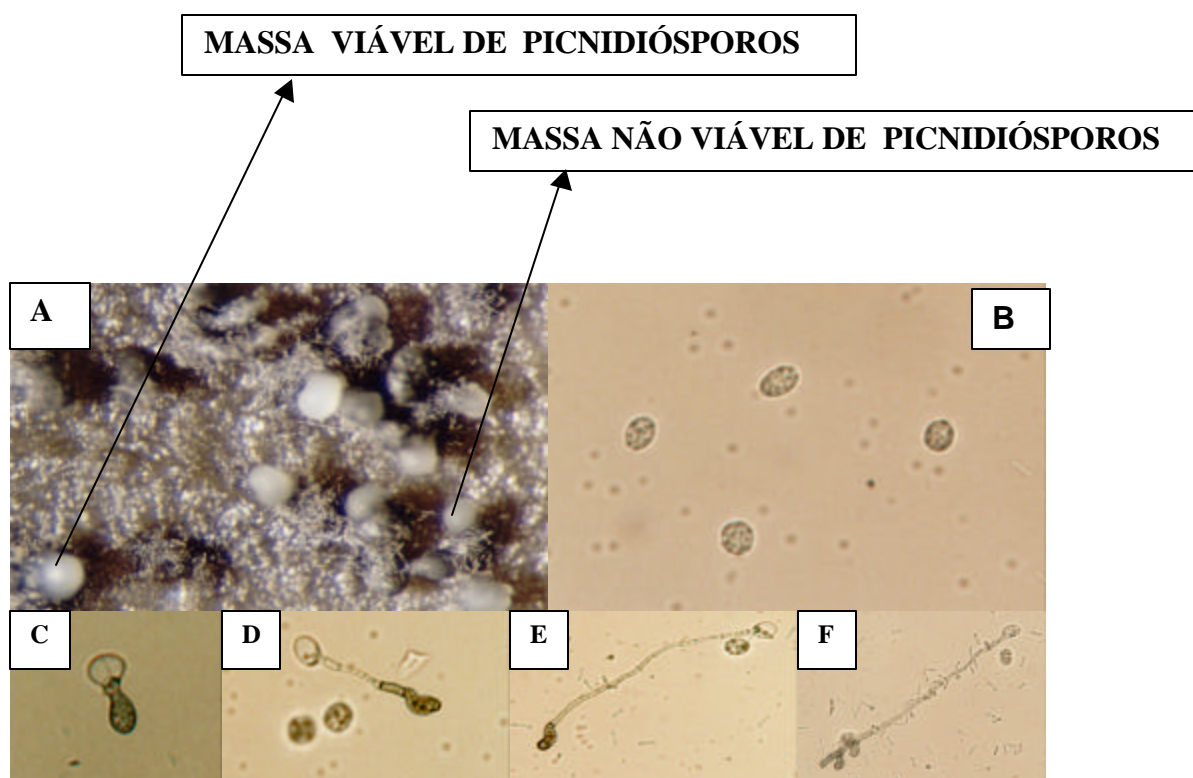 MASSA VIÁVEL DE PICNIDIÓSPOROS
MASSA NÃO VIÁVEL DE PICNIDIÓSPOROS
A
B
C
D
E
F